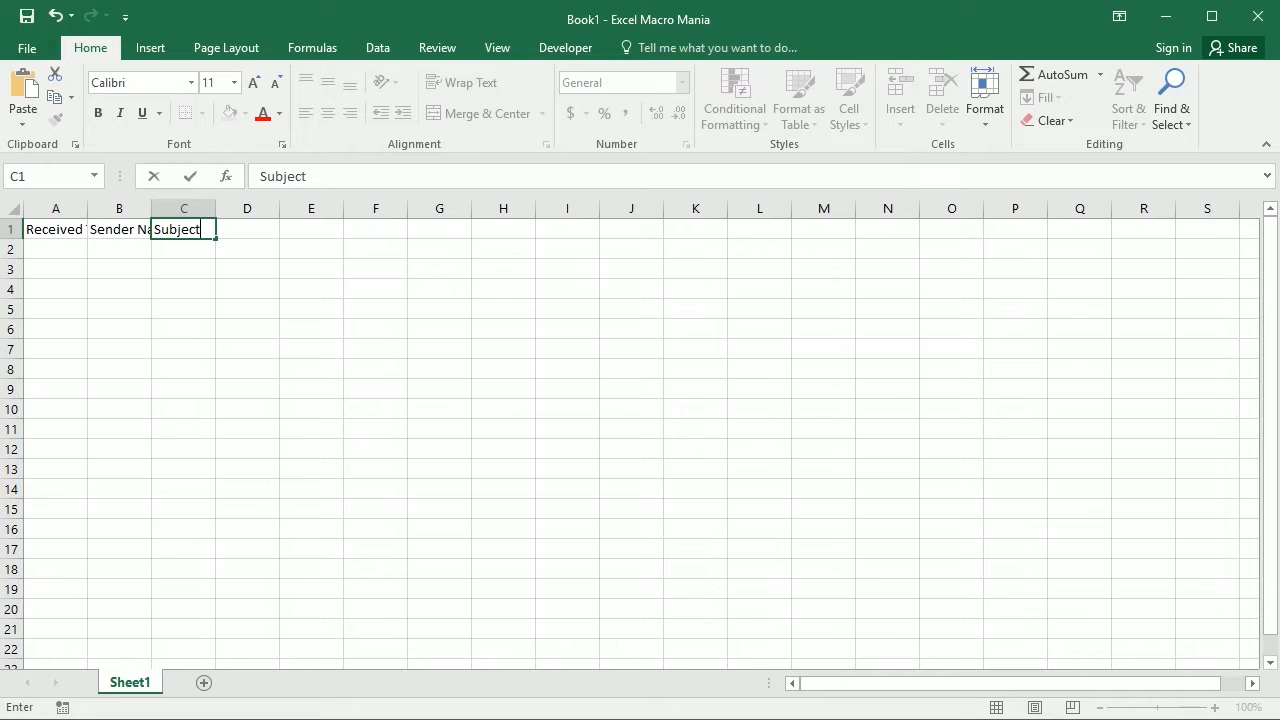 Book1 - Excel Macro Mania
File Home Insert Page Layout Formulas Data Review View Developer Tell me what you want to do... Sign in Share
Paste
Calibri 11
B I U A
Clipboard
Font
Wrap Text
Merge & Center
Alignment
General
$ % , .00
Number
Conditional Formatting
Format as Table
Cell Styles
Styles
Insert
Delete
Format
Cells
AutoSum
Fill
Clear
Sort & Filter
Find & Select
Editing
C1 fx Subject
A B C D E F G H I J K L M N O P Q R S
1 Received Sender Na Subject
2
3
4
5
6
7
8
9
10
11
12
13
14
15
16
17
18
19
20
21
22
Sheet1
Enter 100%